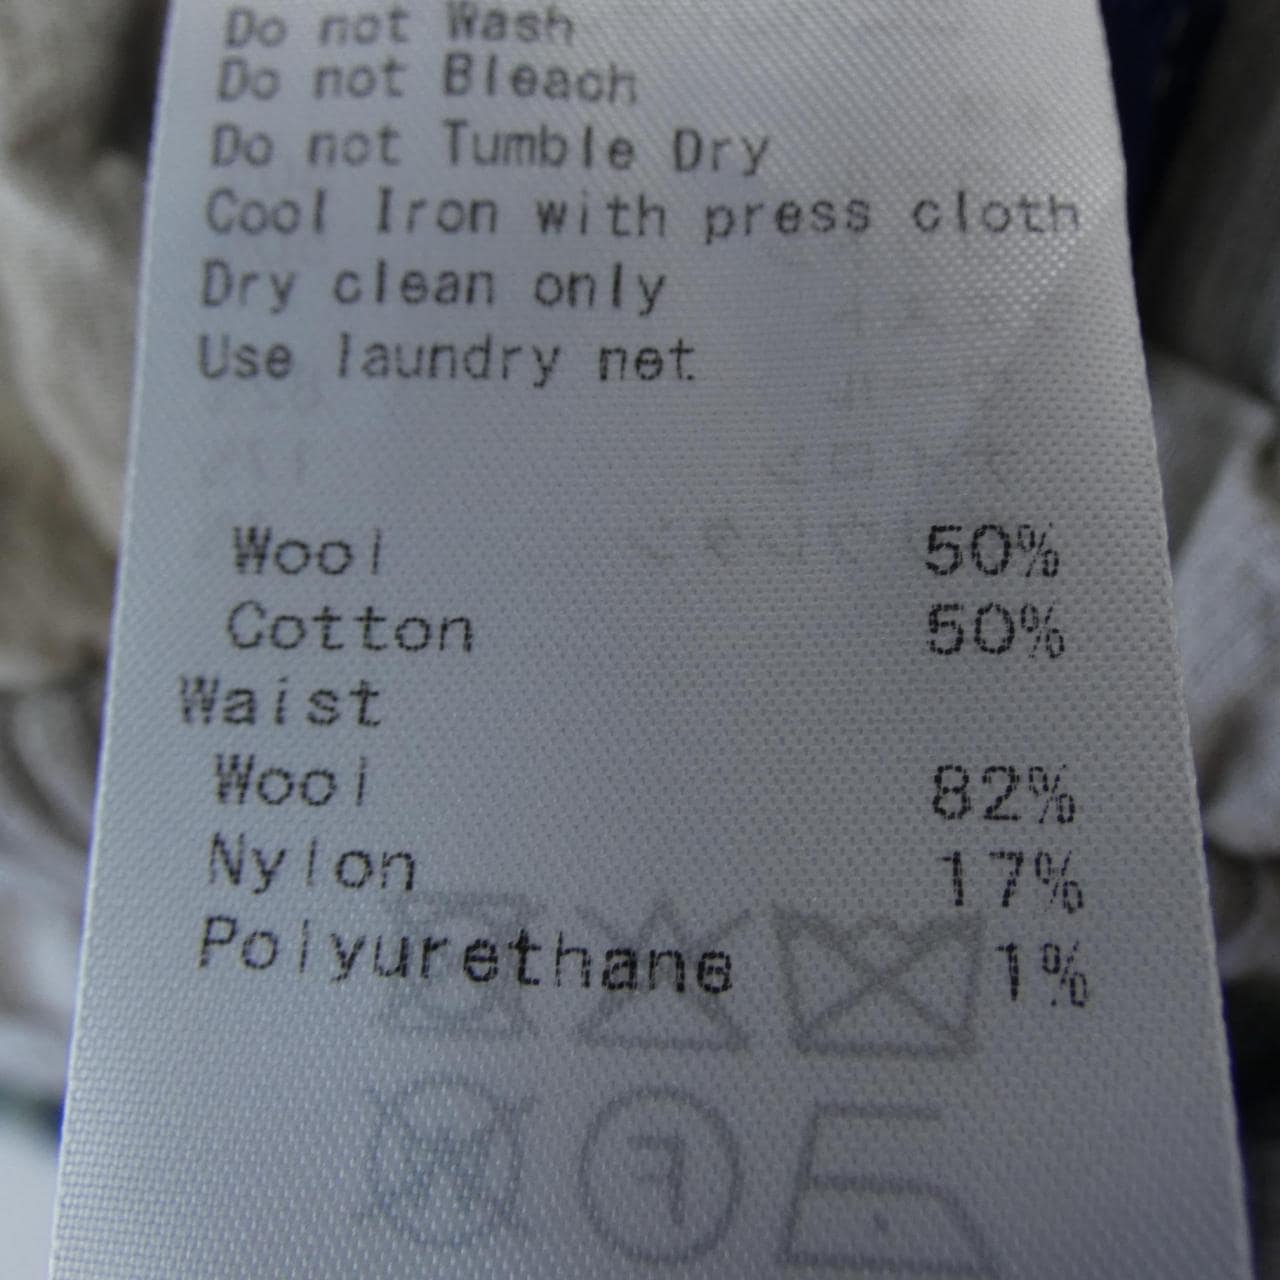 Do not Wash
Do not Bleach
Do not Tumble Dry
Cool Iron with press cloth
Dry clean only
Use laundry net
Wool 50%
Cotton 50%
Waist
Wool 82%
Nylon 17%
Polyurethane 1%